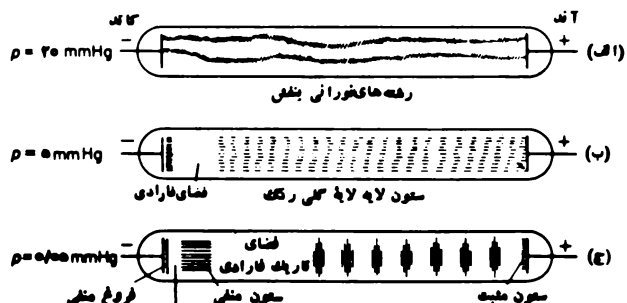 کاتد آند
p = ۲۰ mmHg − + (الف)
رشته‌های نورانی بنفش
p = ۵ mmHg − + (ب)
فضای فارادی ستون لایه لایهٔ گلی رنگ
p = ۰/۰۵ mmHg − فضای تاریک فارادی + (ج)
فروغ منفی ستون منفی ستون مثبت